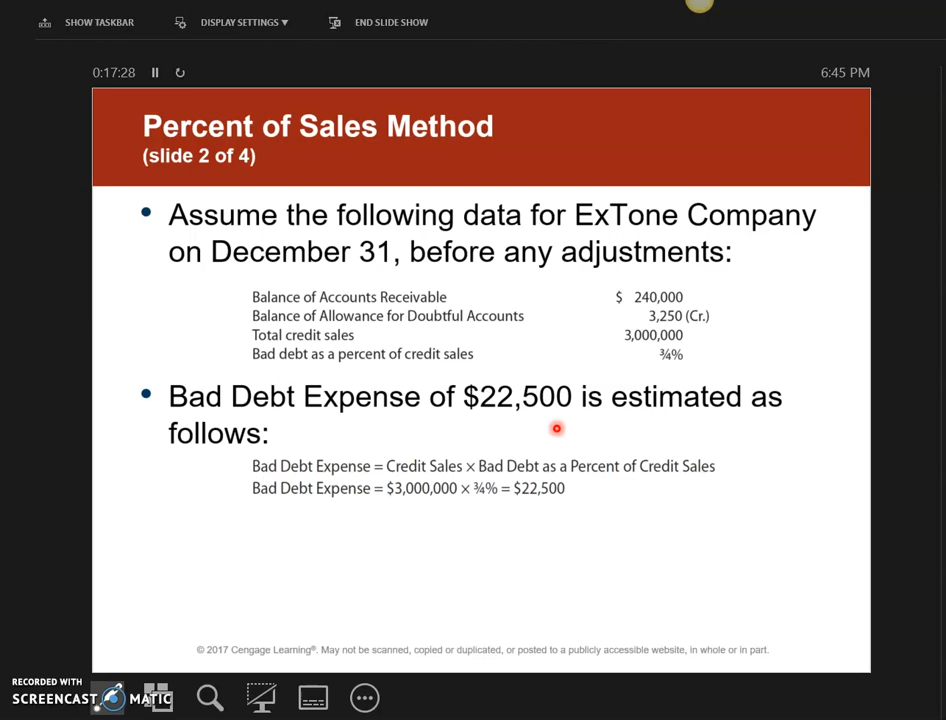 SHOW TASKBAR DISPLAY SETTINGS ▼ END SLIDE SHOW
0:17:28 6:45 PM
Percent of Sales Method
(slide 2 of 4)
• Assume the following data for ExTone Company
on December 31, before any adjustments:
Balance of Accounts Receivable $ 240,000
Balance of Allowance for Doubtful Accounts 3,250 (Cr.)
Total credit sales 3,000,000
Bad debt as a percent of credit sales ¾%
• Bad Debt Expense of $22,500 is estimated as
follows:
Bad Debt Expense = Credit Sales × Bad Debt as a Percent of Credit Sales
Bad Debt Expense = $3,000,000 × ¾% = $22,500
© 2017 Cengage Learning®. May not be scanned, copied or duplicated, or posted to a publicly accessible website, in whole or in part.
RECORDED WITH
SCREENCAST MATIC